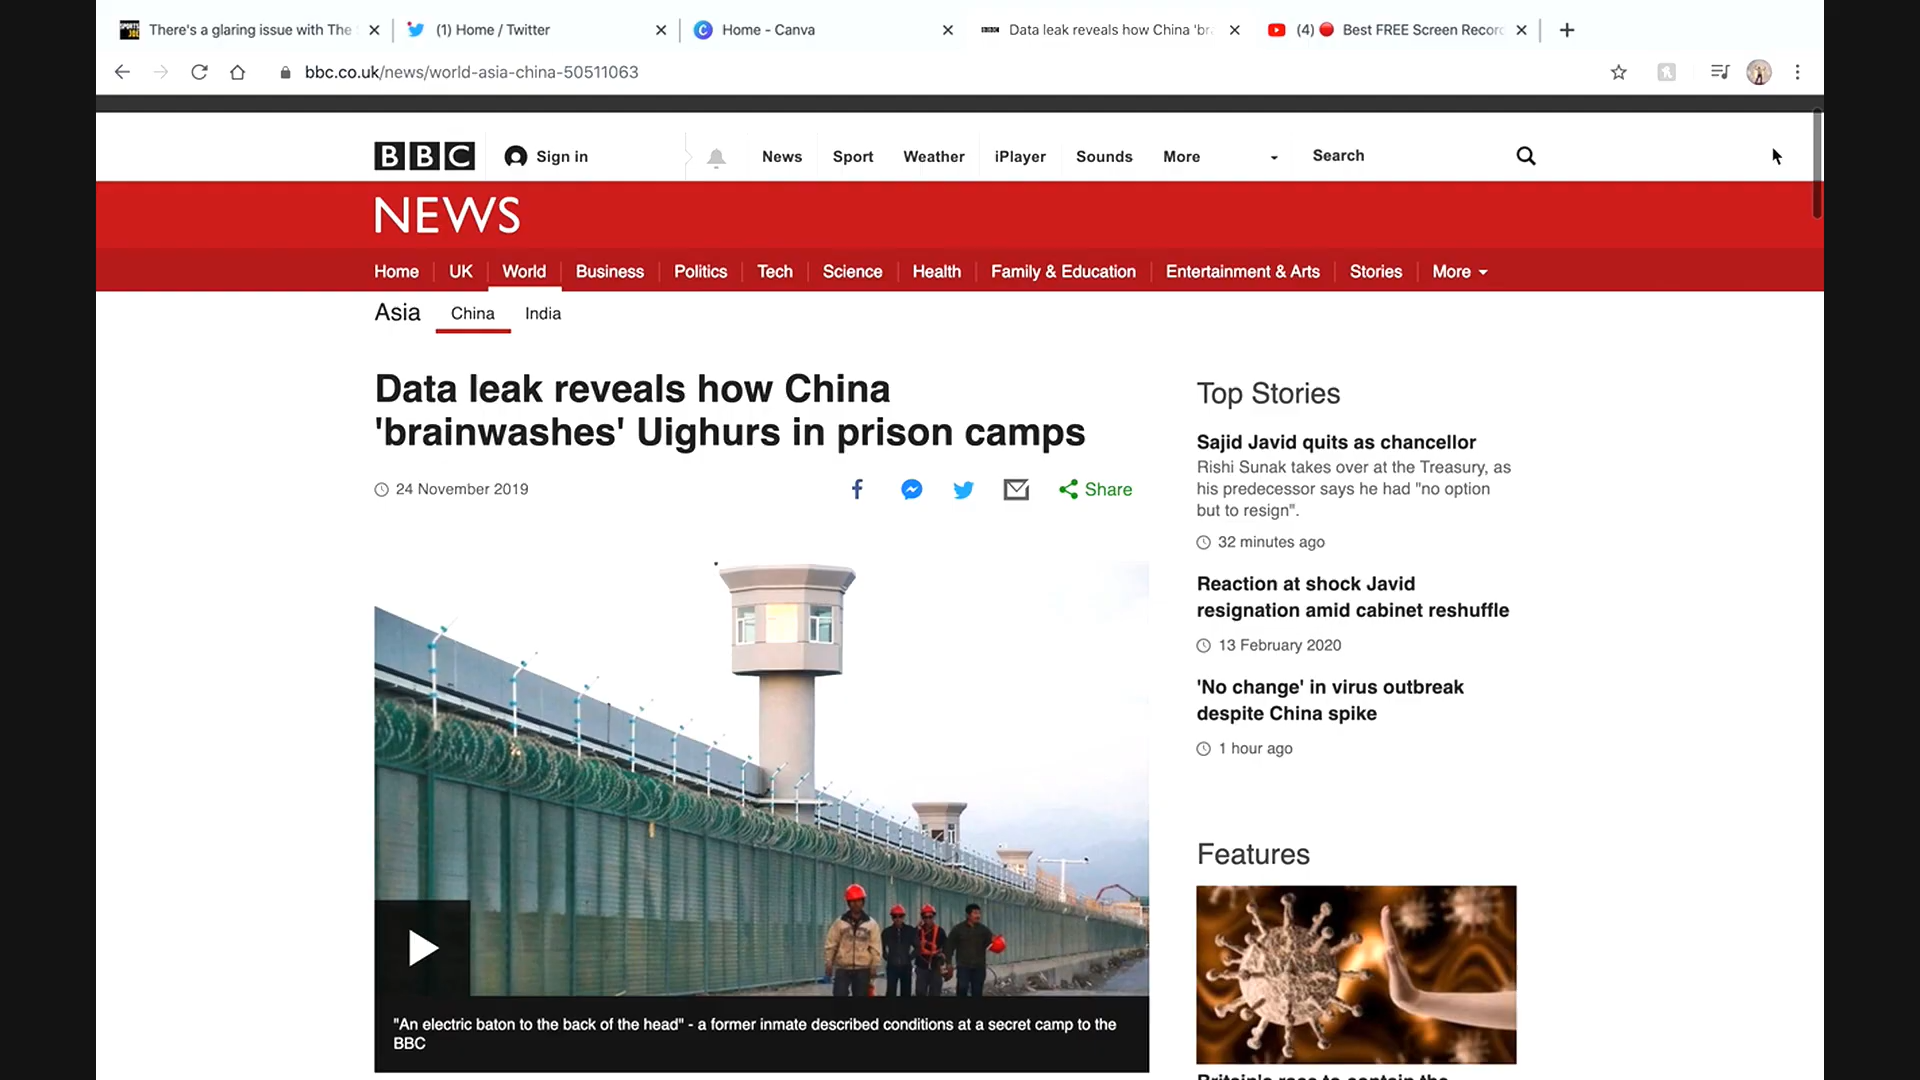 There's a glaring issue with The
(1) Home / Twitter
Home - Canva
Data leak reveals how China 'br
(4) Best FREE Screen Recor
bbc.co.uk/news/world-asia-china-50511063
BBC
Sign in
News
Sport
Weather
iPlayer
Sounds
More
Search
NEWS
Home
UK
World
Business
Politics
Tech
Science
Health
Family & Education
Entertainment & Arts
Stories
More
Asia
China
India
Data leak reveals how China
'brainwashes' Uighurs in prison camps
24 November 2019
Share
"An electric baton to the back of the head" - a former inmate described conditions at a secret camp to the
BBC
Top Stories
Sajid Javid quits as chancellor
Rishi Sunak takes over at the Treasury, as
his predecessor says he had "no option
but to resign".
32 minutes ago
Reaction at shock Javid
resignation amid cabinet reshuffle
13 February 2020
'No change' in virus outbreak
despite China spike
1 hour ago
Features
Britain's race to contain the